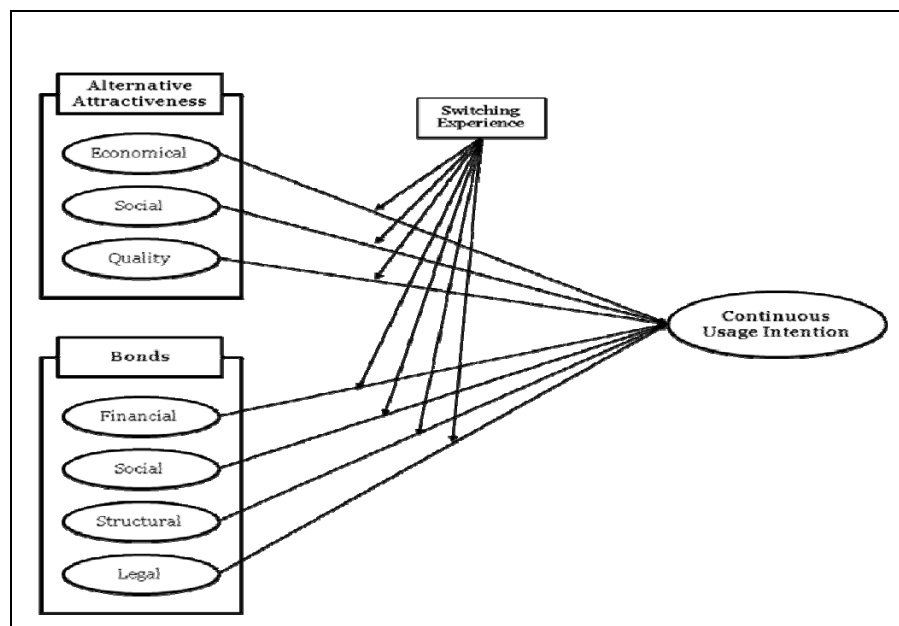 Alternative
Attractiveness
Economical
Social
Quality
Switching
Experience
Continuous
Usage Intention
Bonds
Financial
Social
Structural
Legal